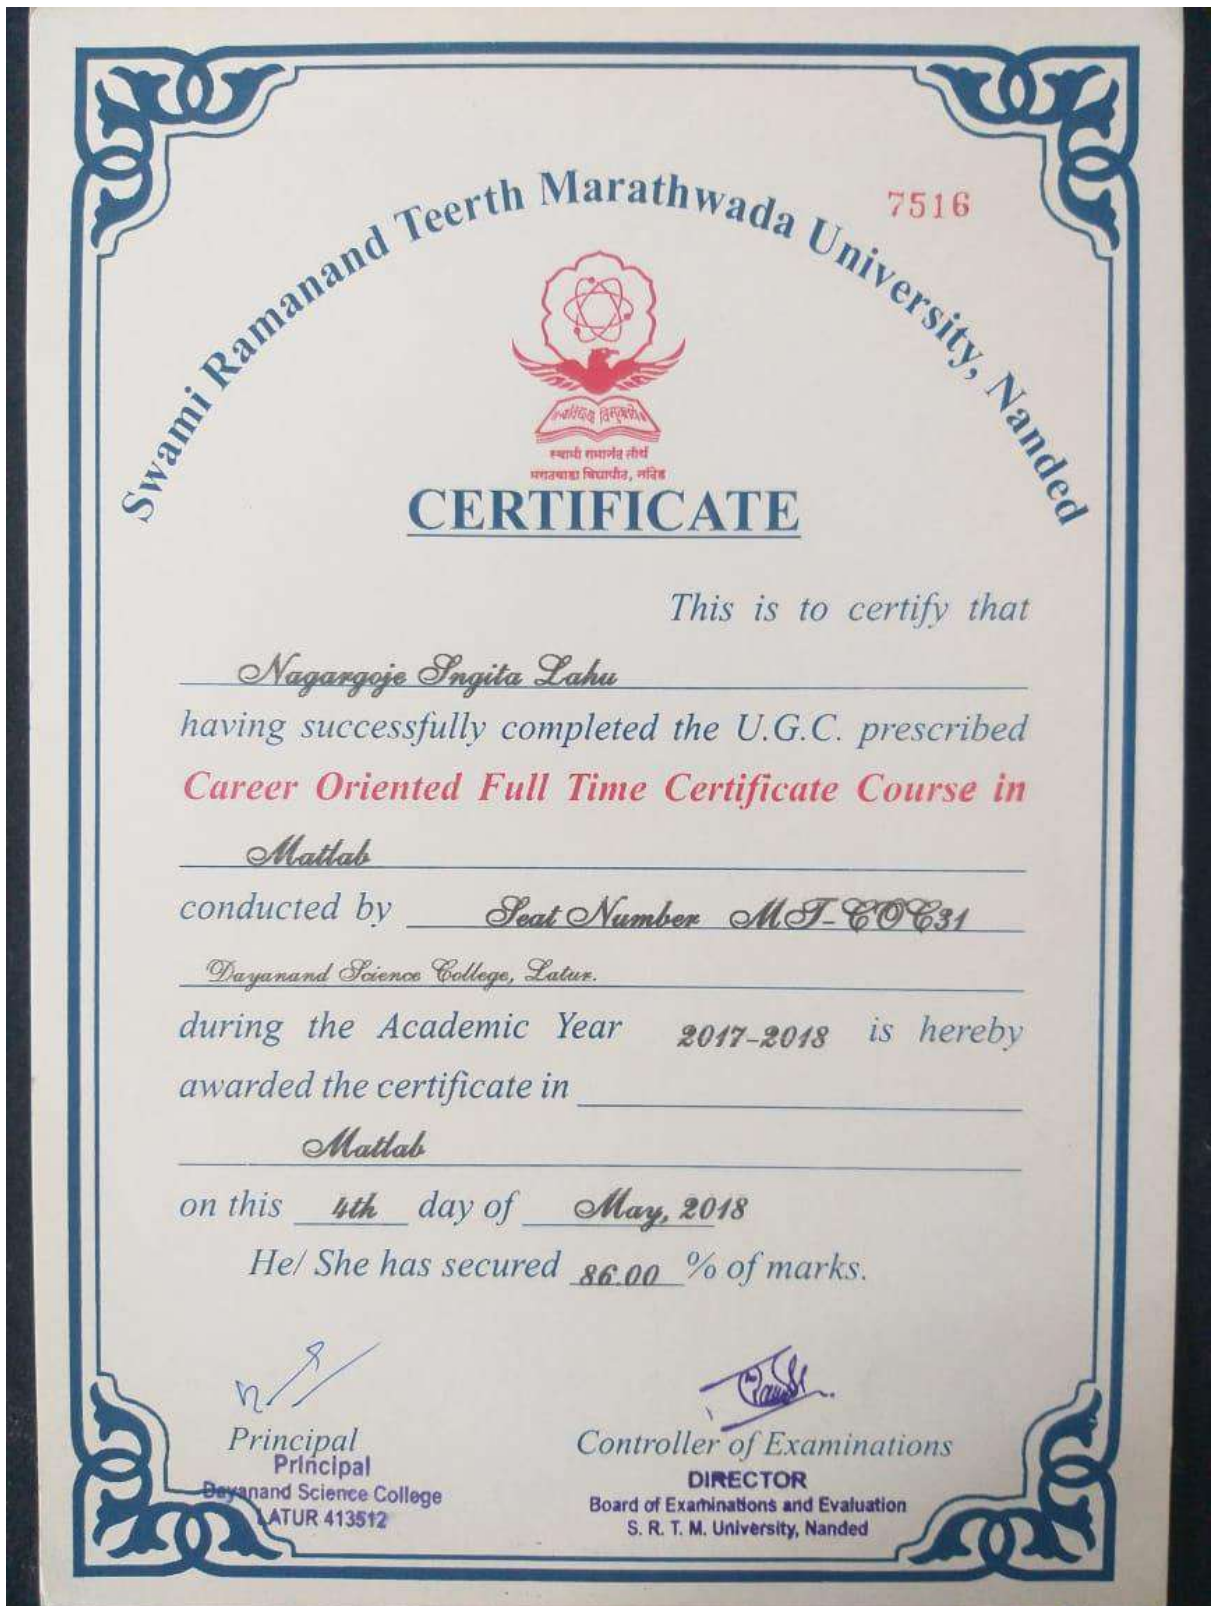 7516
Swami Ramanand Teerth Marathwada University, Nanded
स्वामी रामानंद तीर्थ
मराठवाडा विद्यापीठ, नांदेड
CERTIFICATE
This is to certify that
Nagargoje Sngita Lahu
having successfully completed the U.G.C. prescribed
Career Oriented Full Time Certificate Course in
Matlab
conducted by Seat Number MT-COC31
Dayanand Science College, Latur.
during the Academic Year 2017-2018 is hereby
awarded the certificate in
Matlab
on this 4th day of May, 2018
He/ She has secured 86.00 % of marks.
Principal
Principal
Dayanand Science College
LATUR 413512
Controller of Examinations
DIRECTOR
Board of Examinations and Evaluation
S. R. T. M. University, Nanded